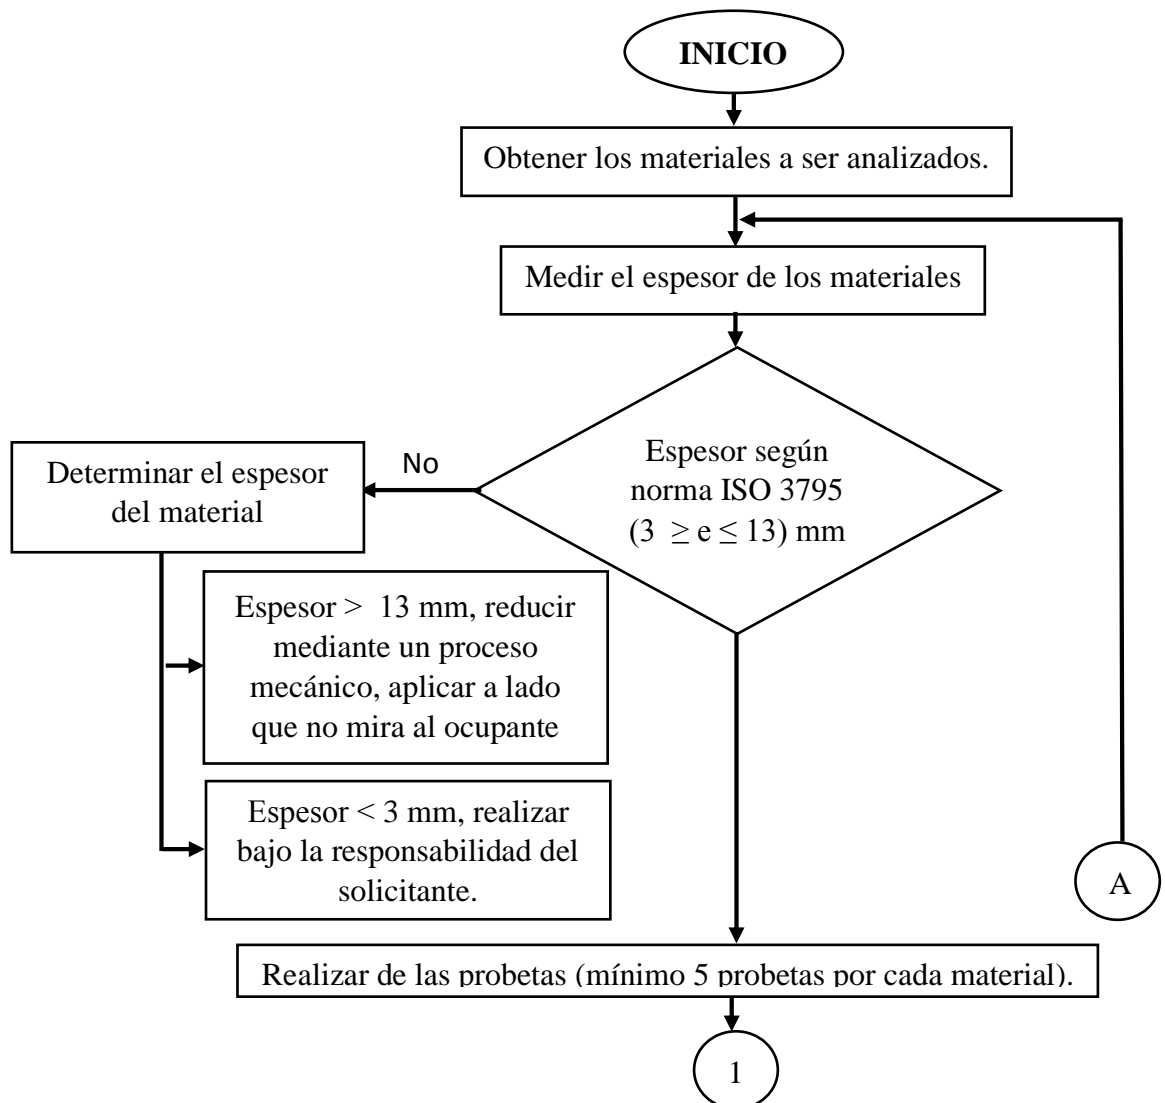 INICIO
Obtener los materiales a ser analizados.
Medir el espesor de los materiales
Espesor según
norma ISO 3795
(3 ≥ e ≤ 13) mm
No
Determinar el espesor
del material
Espesor > 13 mm, reducir
mediante un proceso
mecánico, aplicar a lado
que no mira al ocupante
Espesor < 3 mm, realizar
bajo la responsabilidad del
solicitante.
A
Realizar de las probetas (mínimo 5 probetas por cada material).
1